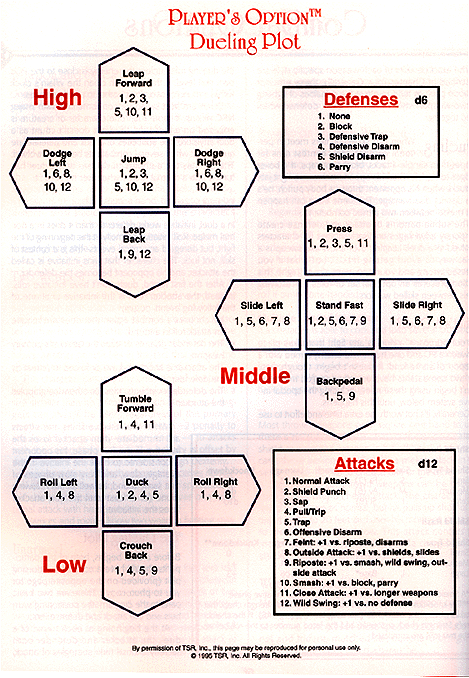 PLAYER'S OPTION™
Dueling Plot
High
Leap
Forward
1, 2, 3,
5, 10, 11
Dodge
Left
1, 6, 8,
10, 12
Jump
1, 2, 3,
5, 10, 12
Dodge
Right
1, 6, 8,
10, 12
Leap
Back
1, 9, 12
Defenses d6
1. None
2. Block
3. Defensive Trap
4. Defensive Disarm
5. Shield Disarm
6. Parry
Press
1, 2, 3, 5, 11
Slide Left
1, 5, 6, 7, 8
Stand Fast
1,2,5,6,7,9
Slide Right
1, 5, 6, 7, 8
Middle
Backpedal
1, 5, 9
Tumble
Forward
1, 4, 11
Roll Left
1, 4, 8
Duck
1, 2, 4, 5
Roll Right
1, 4, 8
Low
Crouch
Back
1, 4, 5, 9
Attacks d12
1. Normal Attack
2. Shield Punch
3. Sap
4. Pull/Trip
5. Trap
6. Offensive Disarm
7. Feint: +1 vs. riposte, disarms
8. Outside Attack: +1 vs. shields, slides
9. Riposte: +1 vs. smash, wild swing, out-
side attack
10. Smash: +1 vs. block, parry
11. Close Attack: +1 vs. longer weapons
12. Wild Swing: +1 vs. no defense
By permission of TSR, Inc., this page may be reproduced for personal use only.
© 1995 TSR, Inc. All Rights Reserved.